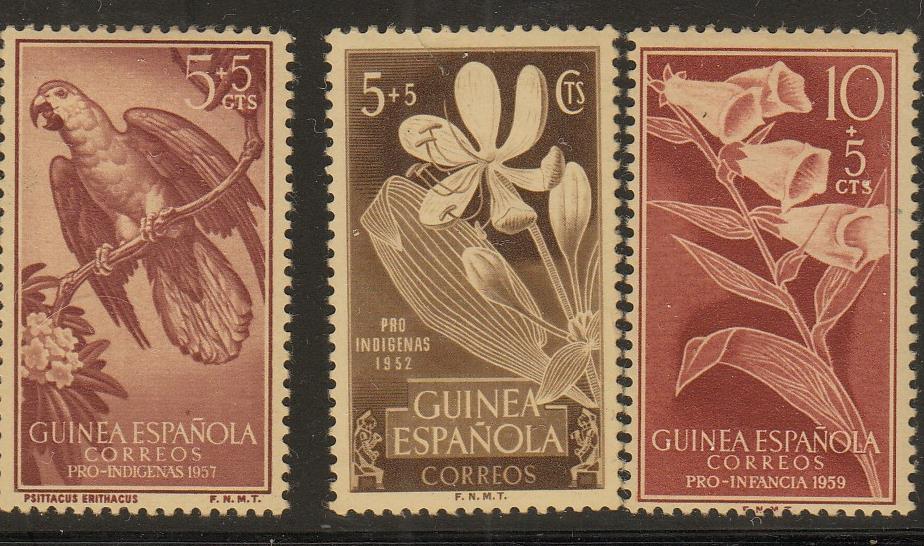 5+5
CTS
GUINEA ESPAÑOLA
CORREOS
PRO-INDIGENAS 1957
PSITTACUS ERITHACUS F.N.M.T.
5+5 CTS
PRO
INDIGENAS
1952
GUINEA
ESPAÑOLA
CORREOS
F.N.M.T.
10
+
5
CTS
GUINEA ESPAÑOLA
CORREOS
PRO-INFANCIA 1959
F.N.M.T.